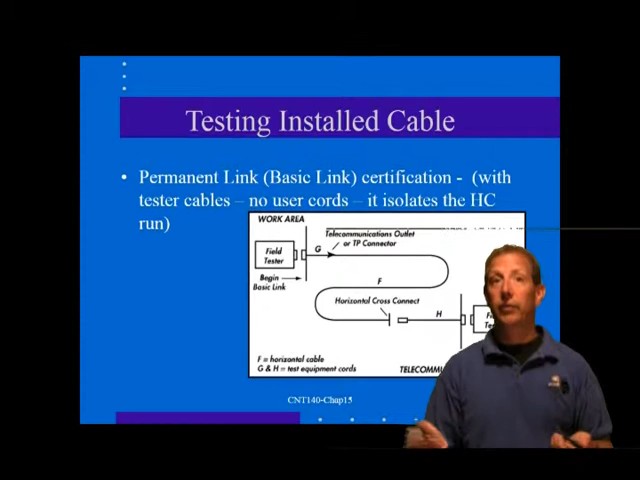 Testing Installed Cable
• Permanent Link (Basic Link) certification - (with
tester cables – no user cords – it isolates the HC
run)
WORK AREA
Telecommunications Outlet
or TP Connector
G
Field
Tester
Begin
Basic Link
F
Horizontal Cross Connect
H
F = horizontal cable
G & H = test equipment cords
CNT140-Chap15